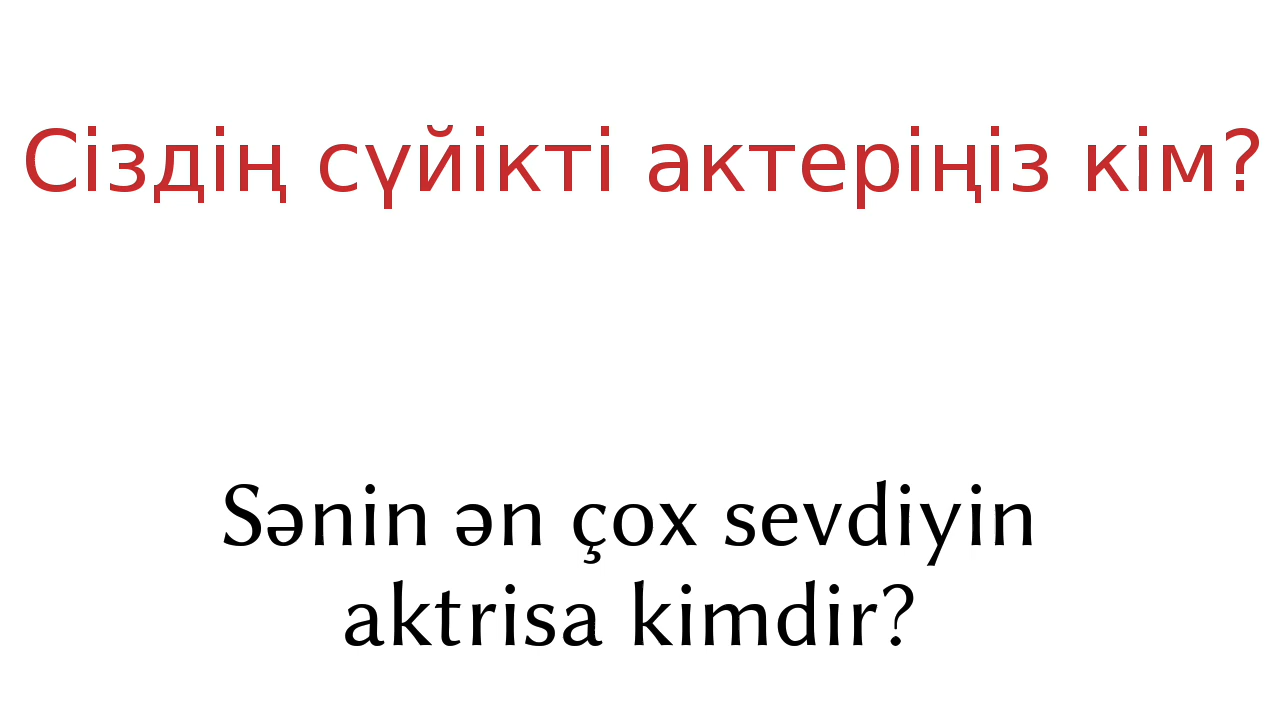 Сіздің сүйікті актеріңіз кім?
Sənin ən çox sevdiyin
aktrisa kimdir?